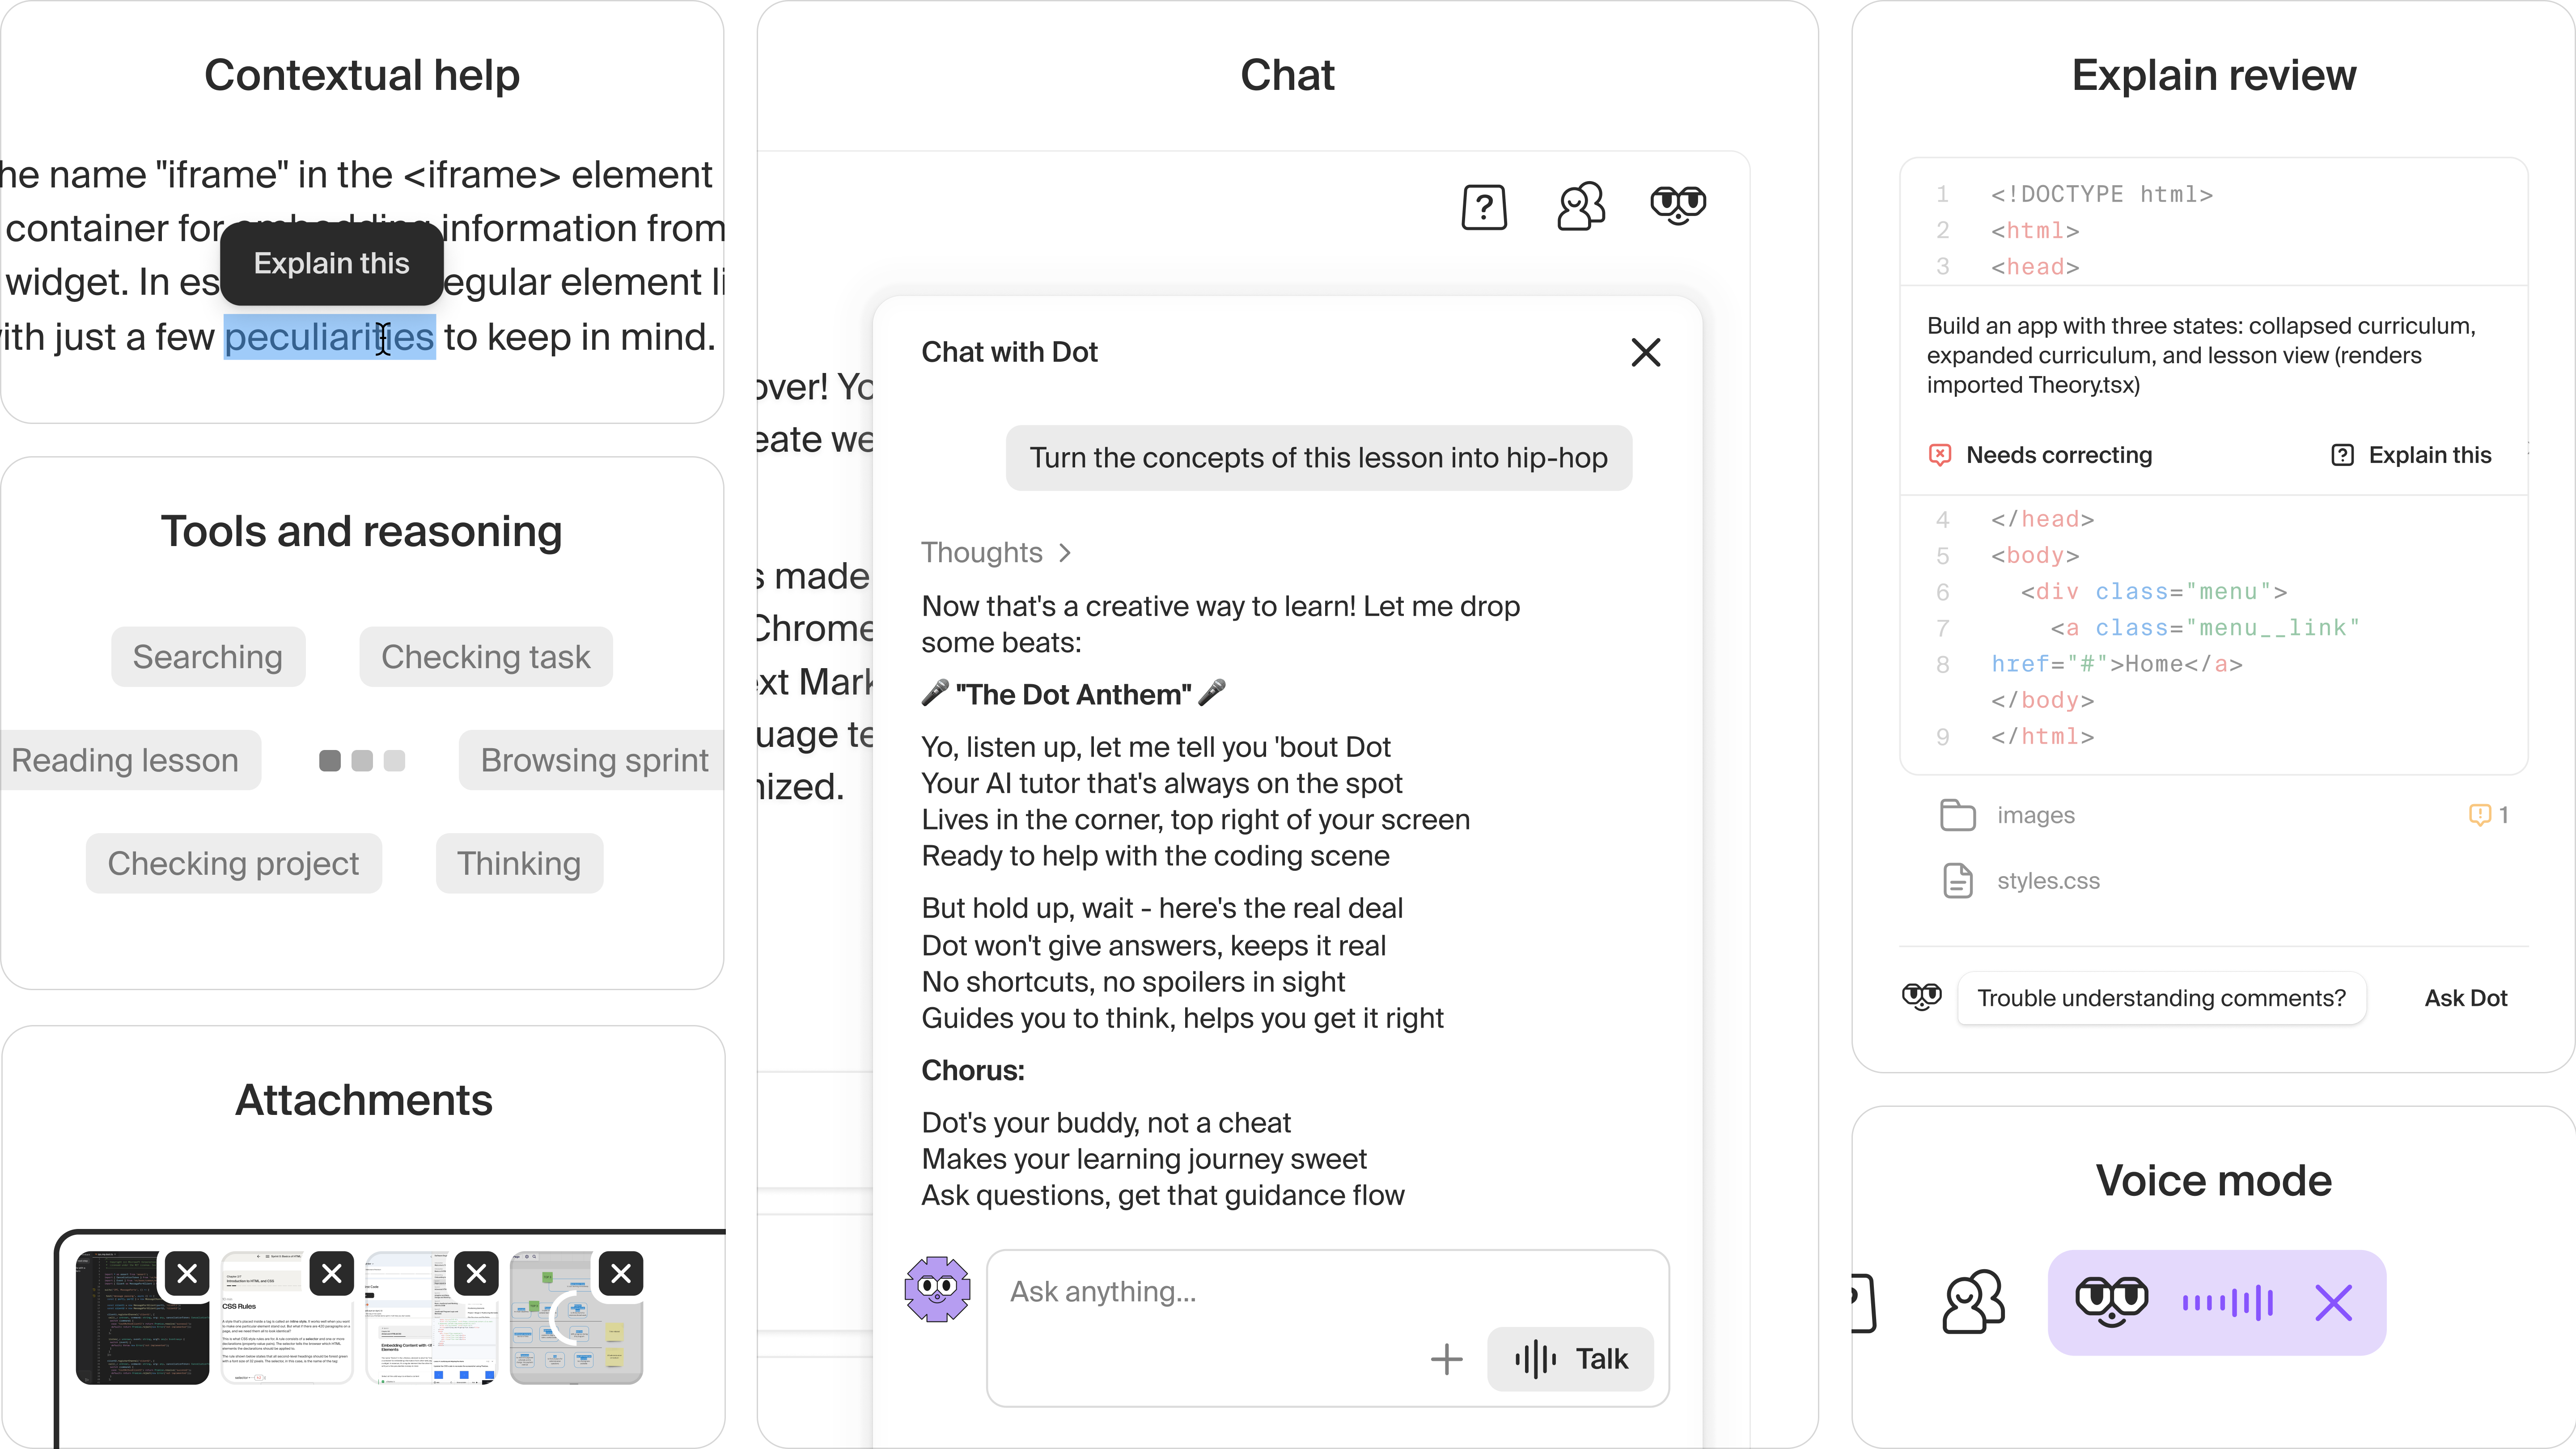 Contextual help
he name "iframe" in the <iframe> element
container for embedding information from
widget. In es
egular element li
Explain this
ith just a few peculiarities to keep in mind.
Tools and reasoning
Searching
Checking task
Reading lesson
Browsing sprint
Checking project
Thinking
Attachments
CSS Rules
Chat
over! Yo
eate we
s made
Chrome
ext Mark
uage te
nized.
Chat with Dot
Turn the concepts of this lesson into hip-hop
Thoughts
Now that's a creative way to learn! Let me drop
some beats:
🎤 "The Dot Anthem" 🎤
Yo, listen up, let me tell you 'bout Dot
Your AI tutor that's always on the spot
Lives in the corner, top right of your screen
Ready to help with the coding scene
But hold up, wait - here's the real deal
Dot won't give answers, keeps it real
No shortcuts, no spoilers in sight
Guides you to think, helps you get it right
Chorus:
Dot's your buddy, not a cheat
Makes your learning journey sweet
Ask questions, get that guidance flow
Ask anything...
Talk
Explain review
1 <!DOCTYPE html>
2 <html>
3 <head>
Build an app with three states: collapsed curriculum,
expanded curriculum, and lesson view (renders
imported Theory.tsx)
Needs correcting
Explain this
4 </head>
5 <body>
6 <div class="menu">
7 <a class="menu__link"
8 href="#">Home</a>
</body>
9 </html>
images
1
styles.css
Trouble understanding comments?
Ask Dot
Voice mode